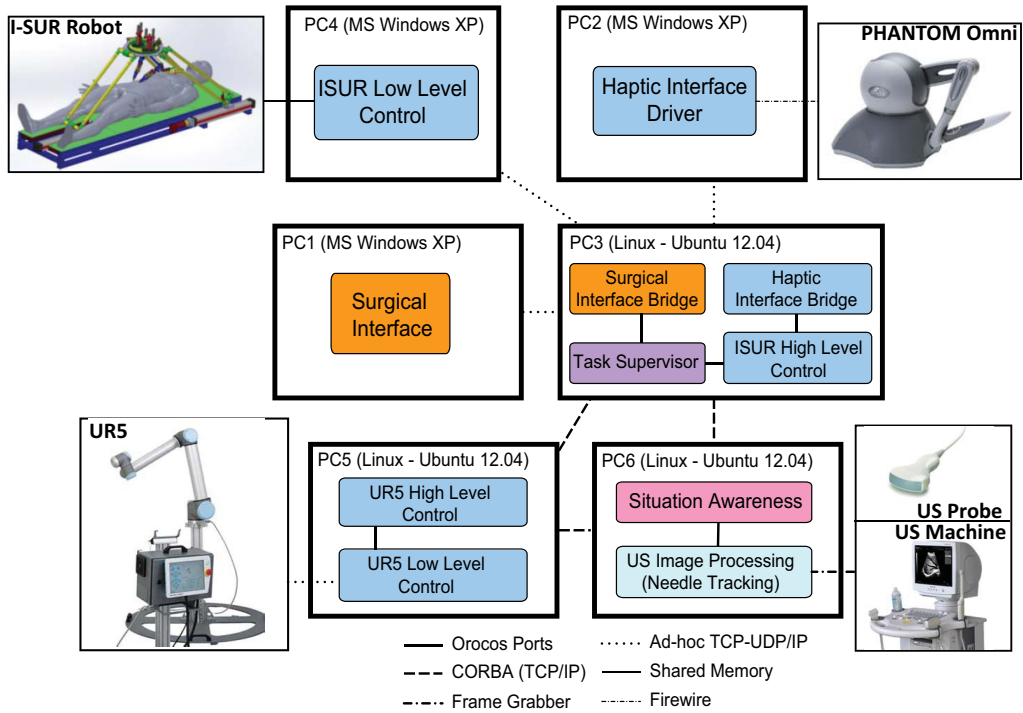 I-SUR Robot
PC4 (MS Windows XP)
ISUR Low Level
Control
PC2 (MS Windows XP)
Haptic Interface
Driver
PHANTOM Omni
PC1 (MS Windows XP)
Surgical
Interface
PC3 (Linux - Ubuntu 12.04)
Surgical
Interface Bridge
Haptic
Interface Bridge
Task Supervisor
ISUR High Level
Control
UR5
PC5 (Linux - Ubuntu 12.04)
UR5 High Level
Control
UR5 Low Level
Control
PC6 (Linux - Ubuntu 12.04)
Situation Awareness
US Image Processing
(Needle Tracking)
US Probe
US Machine
Orocos Ports
CORBA (TCP/IP)
Frame Grabber
Ad-hoc TCP-UDP/IP
Shared Memory
Firewire